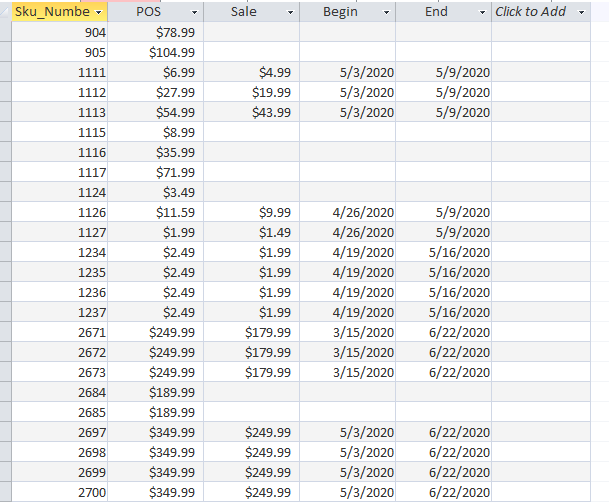 Sku_Numbe POS Sale Begin End Click to Add
904 $78.99
905 $104.99
1111 $6.99 $4.99 5/3/2020 5/9/2020
1112 $27.99 $19.99 5/3/2020 5/9/2020
1113 $54.99 $43.99 5/3/2020 5/9/2020
1115 $8.99
1116 $35.99
1117 $71.99
1124 $3.49
1126 $11.59 $9.99 4/26/2020 5/9/2020
1127 $1.99 $1.49 4/26/2020 5/9/2020
1234 $2.49 $1.99 4/19/2020 5/16/2020
1235 $2.49 $1.99 4/19/2020 5/16/2020
1236 $2.49 $1.99 4/19/2020 5/16/2020
1237 $2.49 $1.99 4/19/2020 5/16/2020
2671 $249.99 $179.99 3/15/2020 6/22/2020
2672 $249.99 $179.99 3/15/2020 6/22/2020
2673 $249.99 $179.99 3/15/2020 6/22/2020
2684 $189.99
2685 $189.99
2697 $349.99 $249.99 5/3/2020 6/22/2020
2698 $349.99 $249.99 5/3/2020 6/22/2020
2699 $349.99 $249.99 5/3/2020 6/22/2020
2700 $349.99 $249.99 5/3/2020 6/22/2020